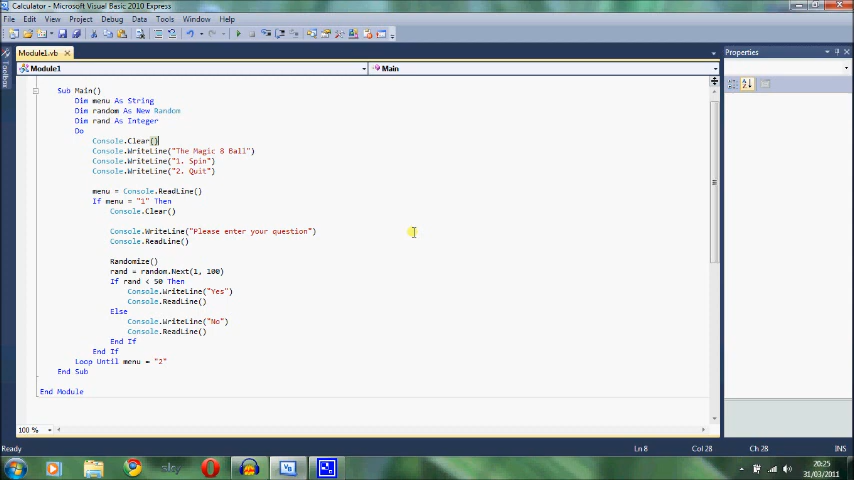 Calculator - Microsoft Visual Basic 2010 Express
File Edit View Project Debug Data Tools Window Help
Module1.vb
Toolbox
Properties
Module1
Main
Sub Main()
Dim menu As String
Dim random As New Random
Dim rand As Integer
Do
Console.Clear()
Console.WriteLine("The Magic 8 Ball")
Console.WriteLine("1. Spin")
Console.WriteLine("2. Quit")
menu = Console.ReadLine()
If menu = "1" Then
Console.Clear()
Console.WriteLine("Please enter your question")
Console.ReadLine()
Randomize()
rand = random.Next(1, 100)
If rand < 50 Then
Console.WriteLine("Yes")
Console.ReadLine()
Else
Console.WriteLine("No")
Console.ReadLine()
End If
End If
Loop Until menu = "2"
End Sub
End Module
100 %
Ready
Ln 8
Col 28
Ch 28
INS
sky
20:25
31/03/2011